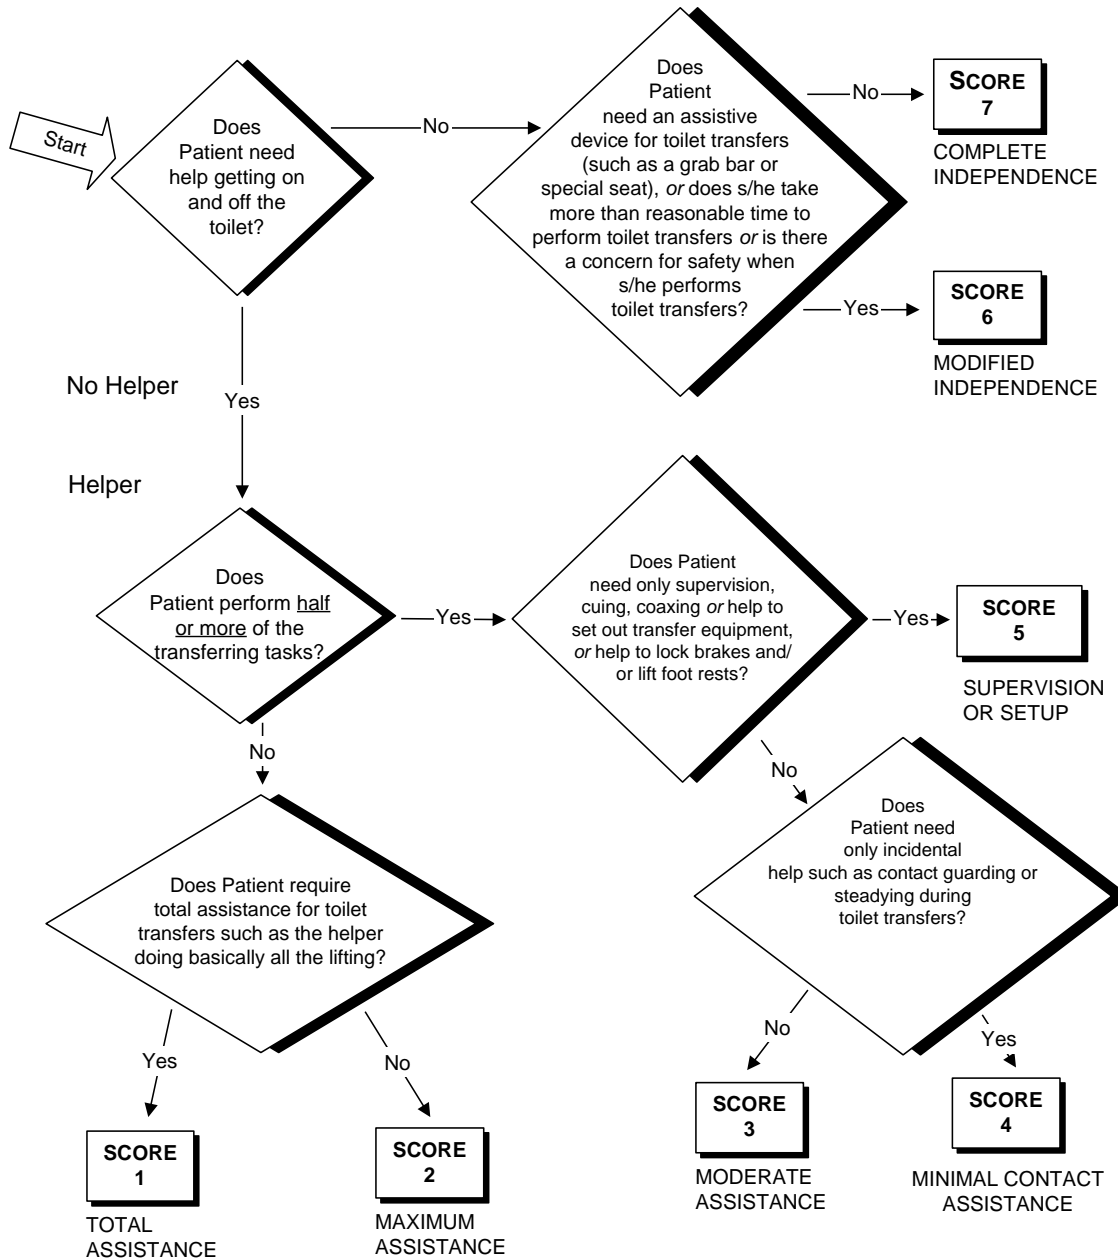 Start
Does
Patient need
help getting on
and off the
toilet?
No
Does
Patient
need an assistive
device for toilet transfers
(such as a grab bar or
special seat), or does s/he take
more than reasonable time to
perform toilet transfers or is there
a concern for safety when
s/he performs
toilet transfers?
No
SCORE
7
COMPLETE
INDEPENDENCE
Yes
SCORE
6
MODIFIED
INDEPENDENCE
No Helper
Yes
Helper
Does
Patient perform half
or more of the
transferring tasks?
Yes
Does Patient
need only supervision,
cuing, coaxing or help to
set out transfer equipment,
or help to lock brakes and/
or lift foot rests?
Yes
SCORE
5
SUPERVISION
OR SETUP
No
No
Does
Patient need
only incidental
help such as contact guarding or
steadying during
toilet transfers?
Does Patient require
total assistance for toilet
transfers such as the helper
doing basically all the lifting?
Yes
No
No
Yes
SCORE
1
TOTAL
ASSISTANCE
SCORE
2
MAXIMUM
ASSISTANCE
SCORE
3
MODERATE
ASSISTANCE
SCORE
4
MINIMAL CONTACT
ASSISTANCE